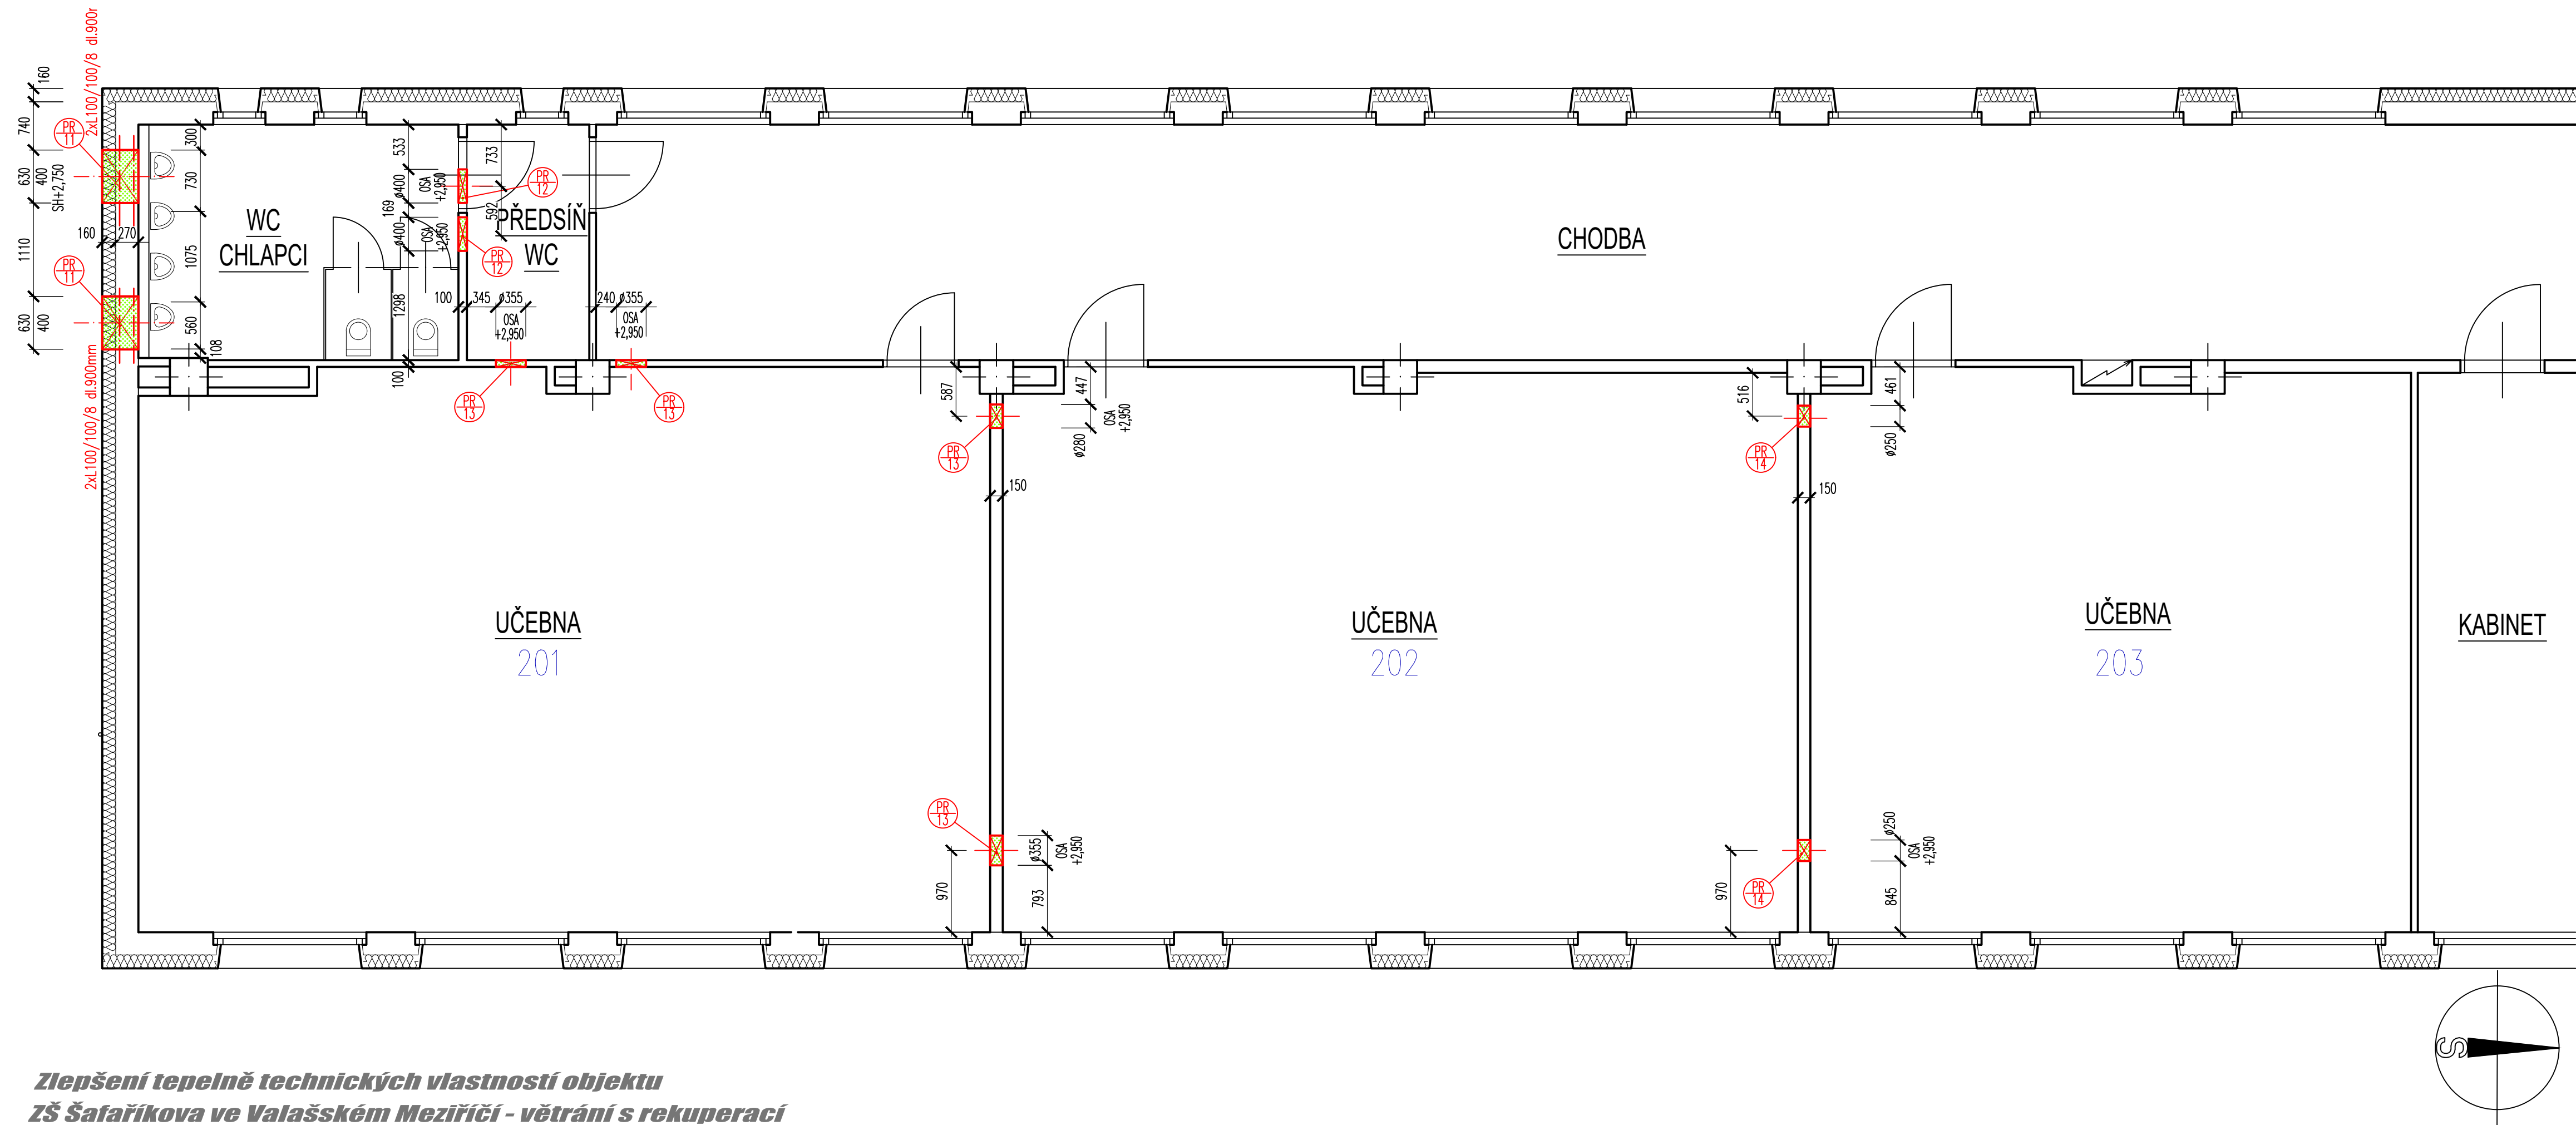 2xL100/100/8 dl.900r
160
740
630
400
SH+2,750
1110
630
400
160
270
PR
11
PR
11
2xL100/100/8 dl.900mm
300
730
1075
560
108
WC
CHLAPCI
533
ø400
OSA
+2,950
169
ø400
OSA
+2,950
1298
100
733
592
PR
12
PR
12
PŘEDSÍŇ
WC
100
345
ø355
OSA
+2,950
240
ø355
OSA
+2,950
PR
13
PR
13
CHODBA
587
447
OSA
+2,950
ø280
PR
13
150
516
461
ø250
PR
14
150
UČEBNA
201
UČEBNA
202
UČEBNA
203
KABINET
PR
13
ø355
OSA
+2,950
970
793
ø250
OSA
+2,950
970
845
PR
14
S
Zlepšení tepelně technických vlastností objektu
ZŠ Šafaříkova ve Valašském Meziříčí - větrání s rekuperací